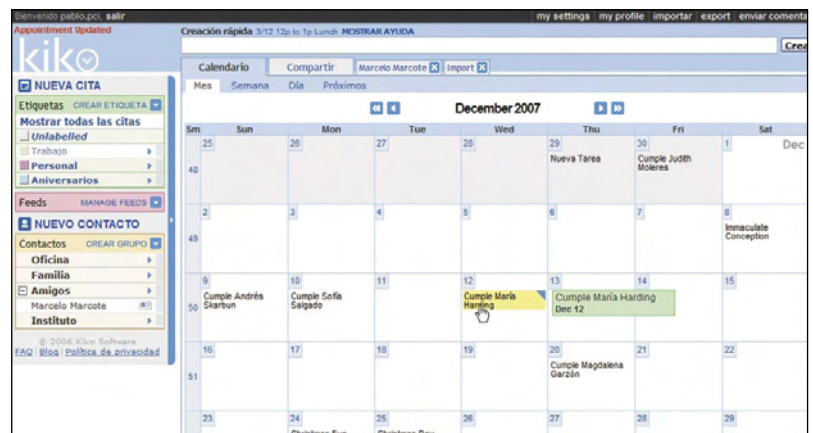 Bienvenido pablo.pci, salir
my settings my profile importar export enviar comenta
Appointment Updated
Creación rápida 3/12 12p to 1p Lunch MOSTRAR AYUDA
kiko
Crea
Calendario Compartir Marcelo Marcote Import
Mes Semana Día Próximos
December 2007
NUEVA CITA
Etiquetas CREAR ETIQUETA
Mostrar todas las citas
Unlabelled
Trabajo
Personal
Aniversarios
Feeds MANAGE FEEDS
NUEVO CONTACTO
Contactos CREAR GRUPO
Oficina
Familia
Amigos
Marcelo Marcote
Instituto
© 2006 Kiko Software
FAQ | Blog | Política de privacidad
Sm Sun Mon Tue Wed Thu Fri Sat
25 26 27 28 29 30 1 Dec
48
Nueva Tarea
Cumple Judith
Moleres
2 3 4 5 6 7 8
49
Immaculate
Conception
9 10 11 12 13 14 15
50
Cumple Andrés
Skarbun
Cumple Sofía
Salgado
Cumple María
Harding
Cumple María Harding
Dec 12
16 17 18 19 20 21 22
51
Cumple Magdalena
Garzón
23 24 25 26 27 28 29
Christmas Eve
Christmas Day